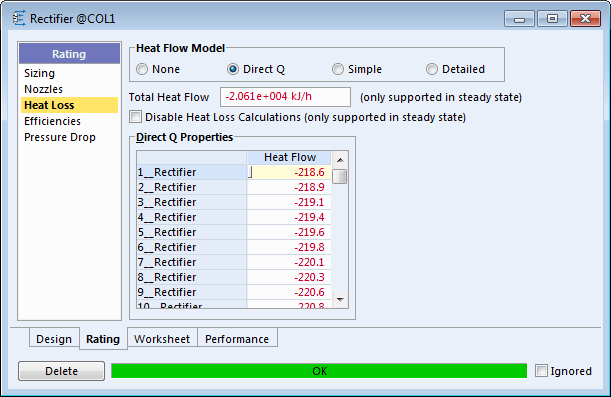 Rectifier @COL1
Rating
Sizing
Nozzles
Heat Loss
Efficiencies
Pressure Drop
Heat Flow Model
None Direct Q Simple Detailed
Total Heat Flow -2.061e+004 kJ/h (only supported in steady state)
Disable Heat Loss Calculations (only supported in steady state)
Direct Q Properties
Heat Flow
1__Rectifier -218.6
2__Rectifier -218.9
3__Rectifier -219.1
4__Rectifier -219.4
5__Rectifier -219.6
6__Rectifier -219.8
7__Rectifier -220.1
8__Rectifier -220.3
9__Rectifier -220.6
10__Rectifier -220.8
Design Rating Worksheet Performance
Delete OK Ignored